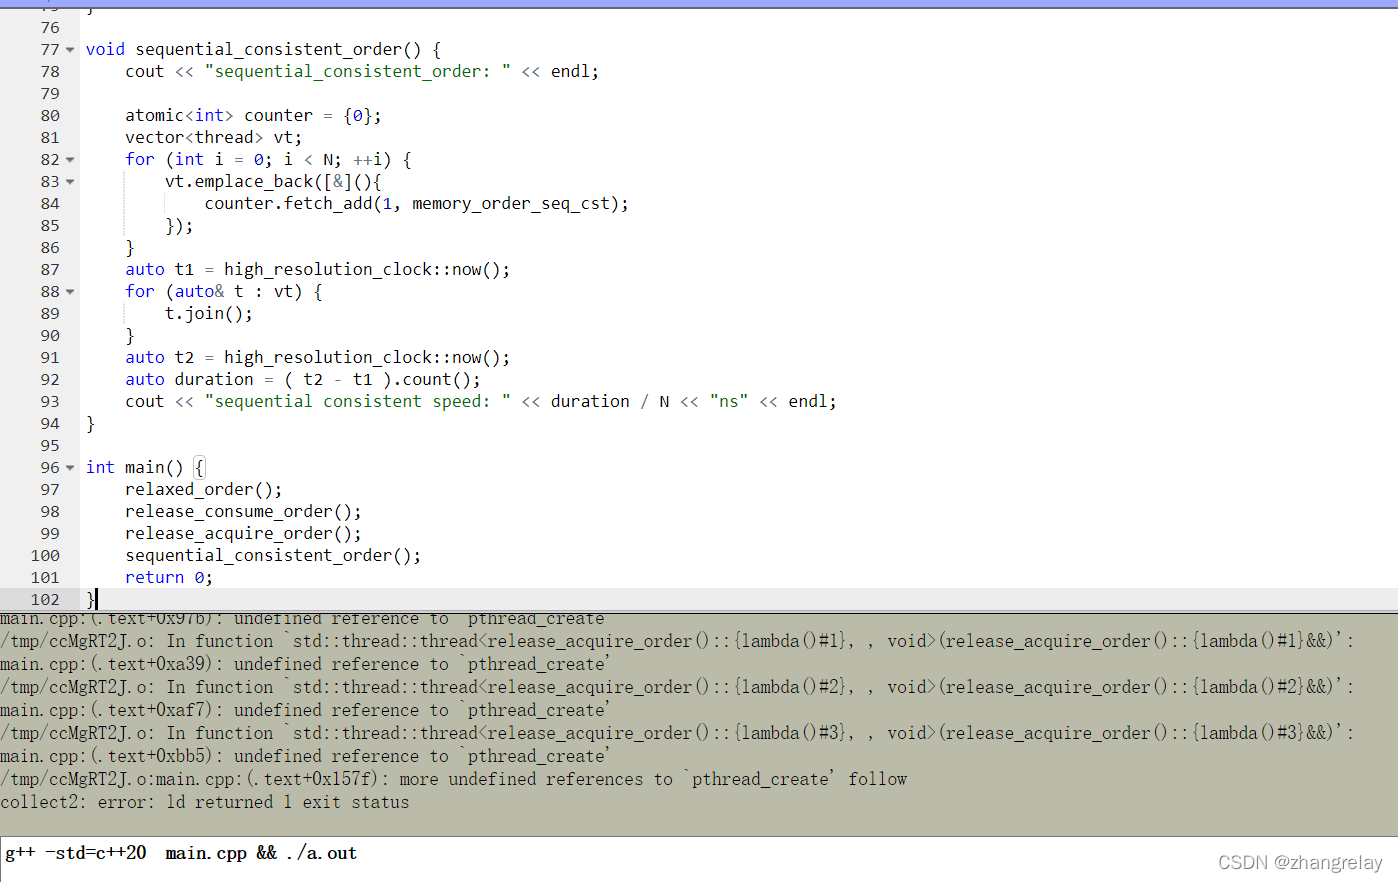 75 }
76
77 void sequential_consistent_order() {
78     cout << "sequential_consistent_order: " << endl;
79
80     atomic<int> counter = {0};
81     vector<thread> vt;
82     for (int i = 0; i < N; ++i) {
83         vt.emplace_back([&](){
84             counter.fetch_add(1, memory_order_seq_cst);
85         });
86     }
87     auto t1 = high_resolution_clock::now();
88     for (auto& t : vt) {
89         t.join();
90     }
91     auto t2 = high_resolution_clock::now();
92     auto duration = ( t2 - t1 ).count();
93     cout << "sequential consistent speed: " << duration / N << "ns" << endl;
94 }
95
96 int main() {
97     relaxed_order();
98     release_consume_order();
99     release_acquire_order();
100     sequential_consistent_order();
101     return 0;
102 }
main.cpp:(.text+0x97b): undefined reference to `pthread_create'
/tmp/ccMgRT2J.o: In function `std::thread::thread<release_acquire_order()::{lambda()#1}, , void>(release_acquire_order()::{lambda()#1}&&)':
main.cpp:(.text+0xa39): undefined reference to `pthread_create'
/tmp/ccMgRT2J.o: In function `std::thread::thread<release_acquire_order()::{lambda()#2}, , void>(release_acquire_order()::{lambda()#2}&&)':
main.cpp:(.text+0xaf7): undefined reference to `pthread_create'
/tmp/ccMgRT2J.o: In function `std::thread::thread<release_acquire_order()::{lambda()#3}, , void>(release_acquire_order()::{lambda()#3}&&)':
main.cpp:(.text+0xbb5): undefined reference to `pthread_create'
/tmp/ccMgRT2J.o:main.cpp:(.text+0x157f): more undefined references to `pthread_create' follow
collect2: error: ld returned 1 exit status
g++ -std=c++20  main.cpp && ./a.out
CSDN @zhangrelay